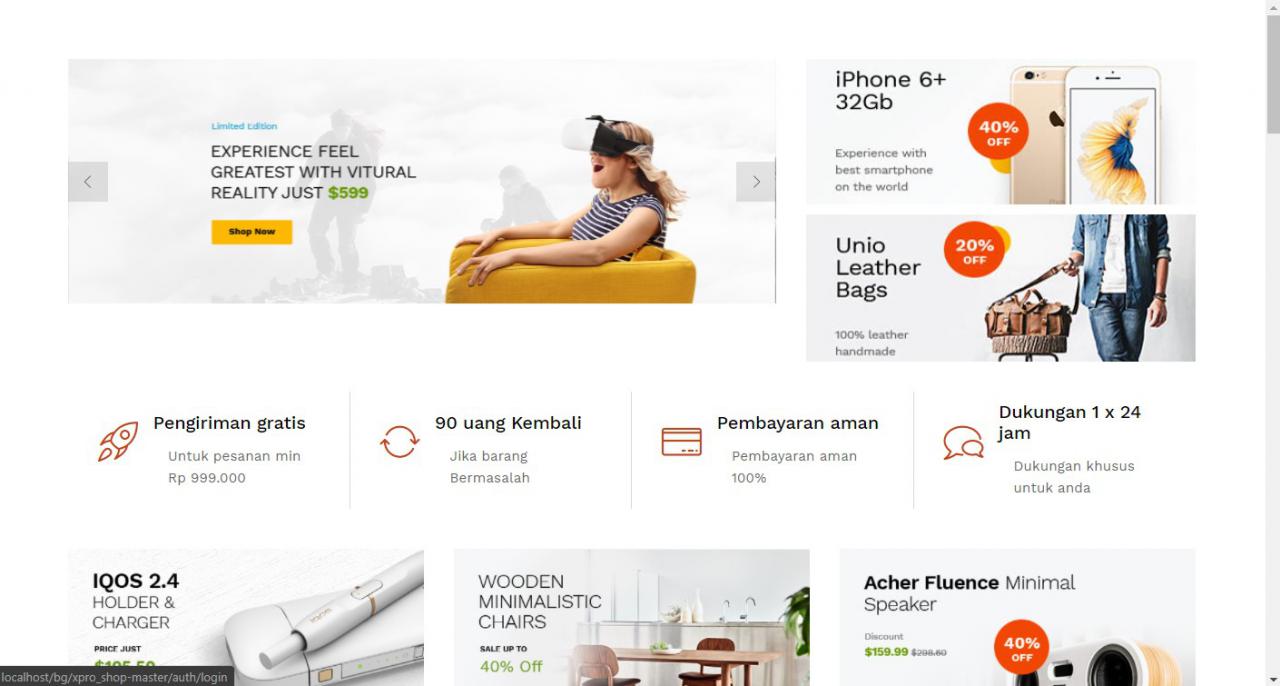 Limited Edition
EXPERIENCE FEEL
GREATEST WITH VITURAL
REALITY JUST $599
Shop Now
iPhone 6+
32Gb
40%
OFF
Experience with
best smartphone
on the world
Unio
Leather
Bags
20%
OFF
100% leather
handmade
Pengiriman gratis
Untuk pesanan min
Rp 999.000
90 uang Kembali
Jika barang
Bermasalah
Pembayaran aman
Pembayaran aman
100%
Dukungan 1 x 24
jam
Dukungan khusus
untuk anda
IQOS 2.4
HOLDER &
CHARGER
PRICE JUST
$105.50
IQOS
WOODEN
MINIMALISTIC
CHAIRS
SALE UP TO
40% Off
Acher Fluence Minimal
Speaker
Discount
$159.99 $298.60
40%
OFF
localhost/bg/xpro_shop-master/auth/login